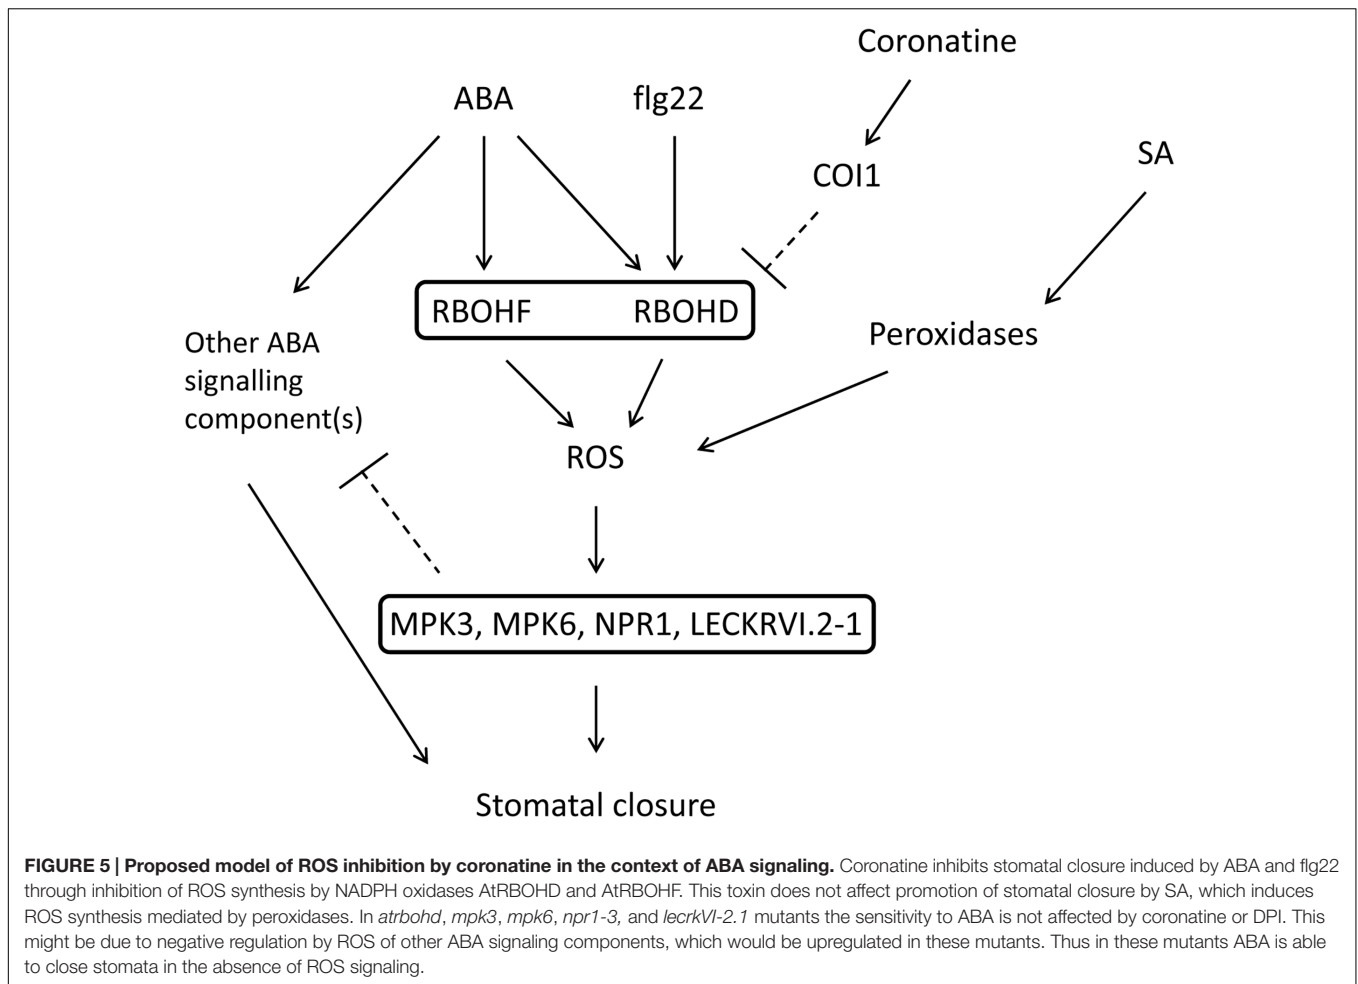 Coronatine
ABA
flg22
SA
COI1
RBOHF RBOHD
Peroxidases
Other ABA
signalling
component(s)
ROS
MPK3, MPK6, NPR1, LECKRVI.2-1
Stomatal closure
FIGURE 5 | Proposed model of ROS inhibition by coronatine in the context of ABA signaling. Coronatine inhibits stomatal closure induced by ABA and flg22
through inhibition of ROS synthesis by NADPH oxidases AtRBOHD and AtRBOHF. This toxin does not affect promotion of stomatal closure by SA, which induces
ROS synthesis mediated by peroxidases. In atrbohd, mpk3, mpk6, npr1-3, and lecrkVI-2.1 mutants the sensitivity to ABA is not affected by coronatine or DPI. This
might be due to negative regulation by ROS of other ABA signaling components, which would be upregulated in these mutants. Thus in these mutants ABA is able
to close stomata in the absence of ROS signaling.